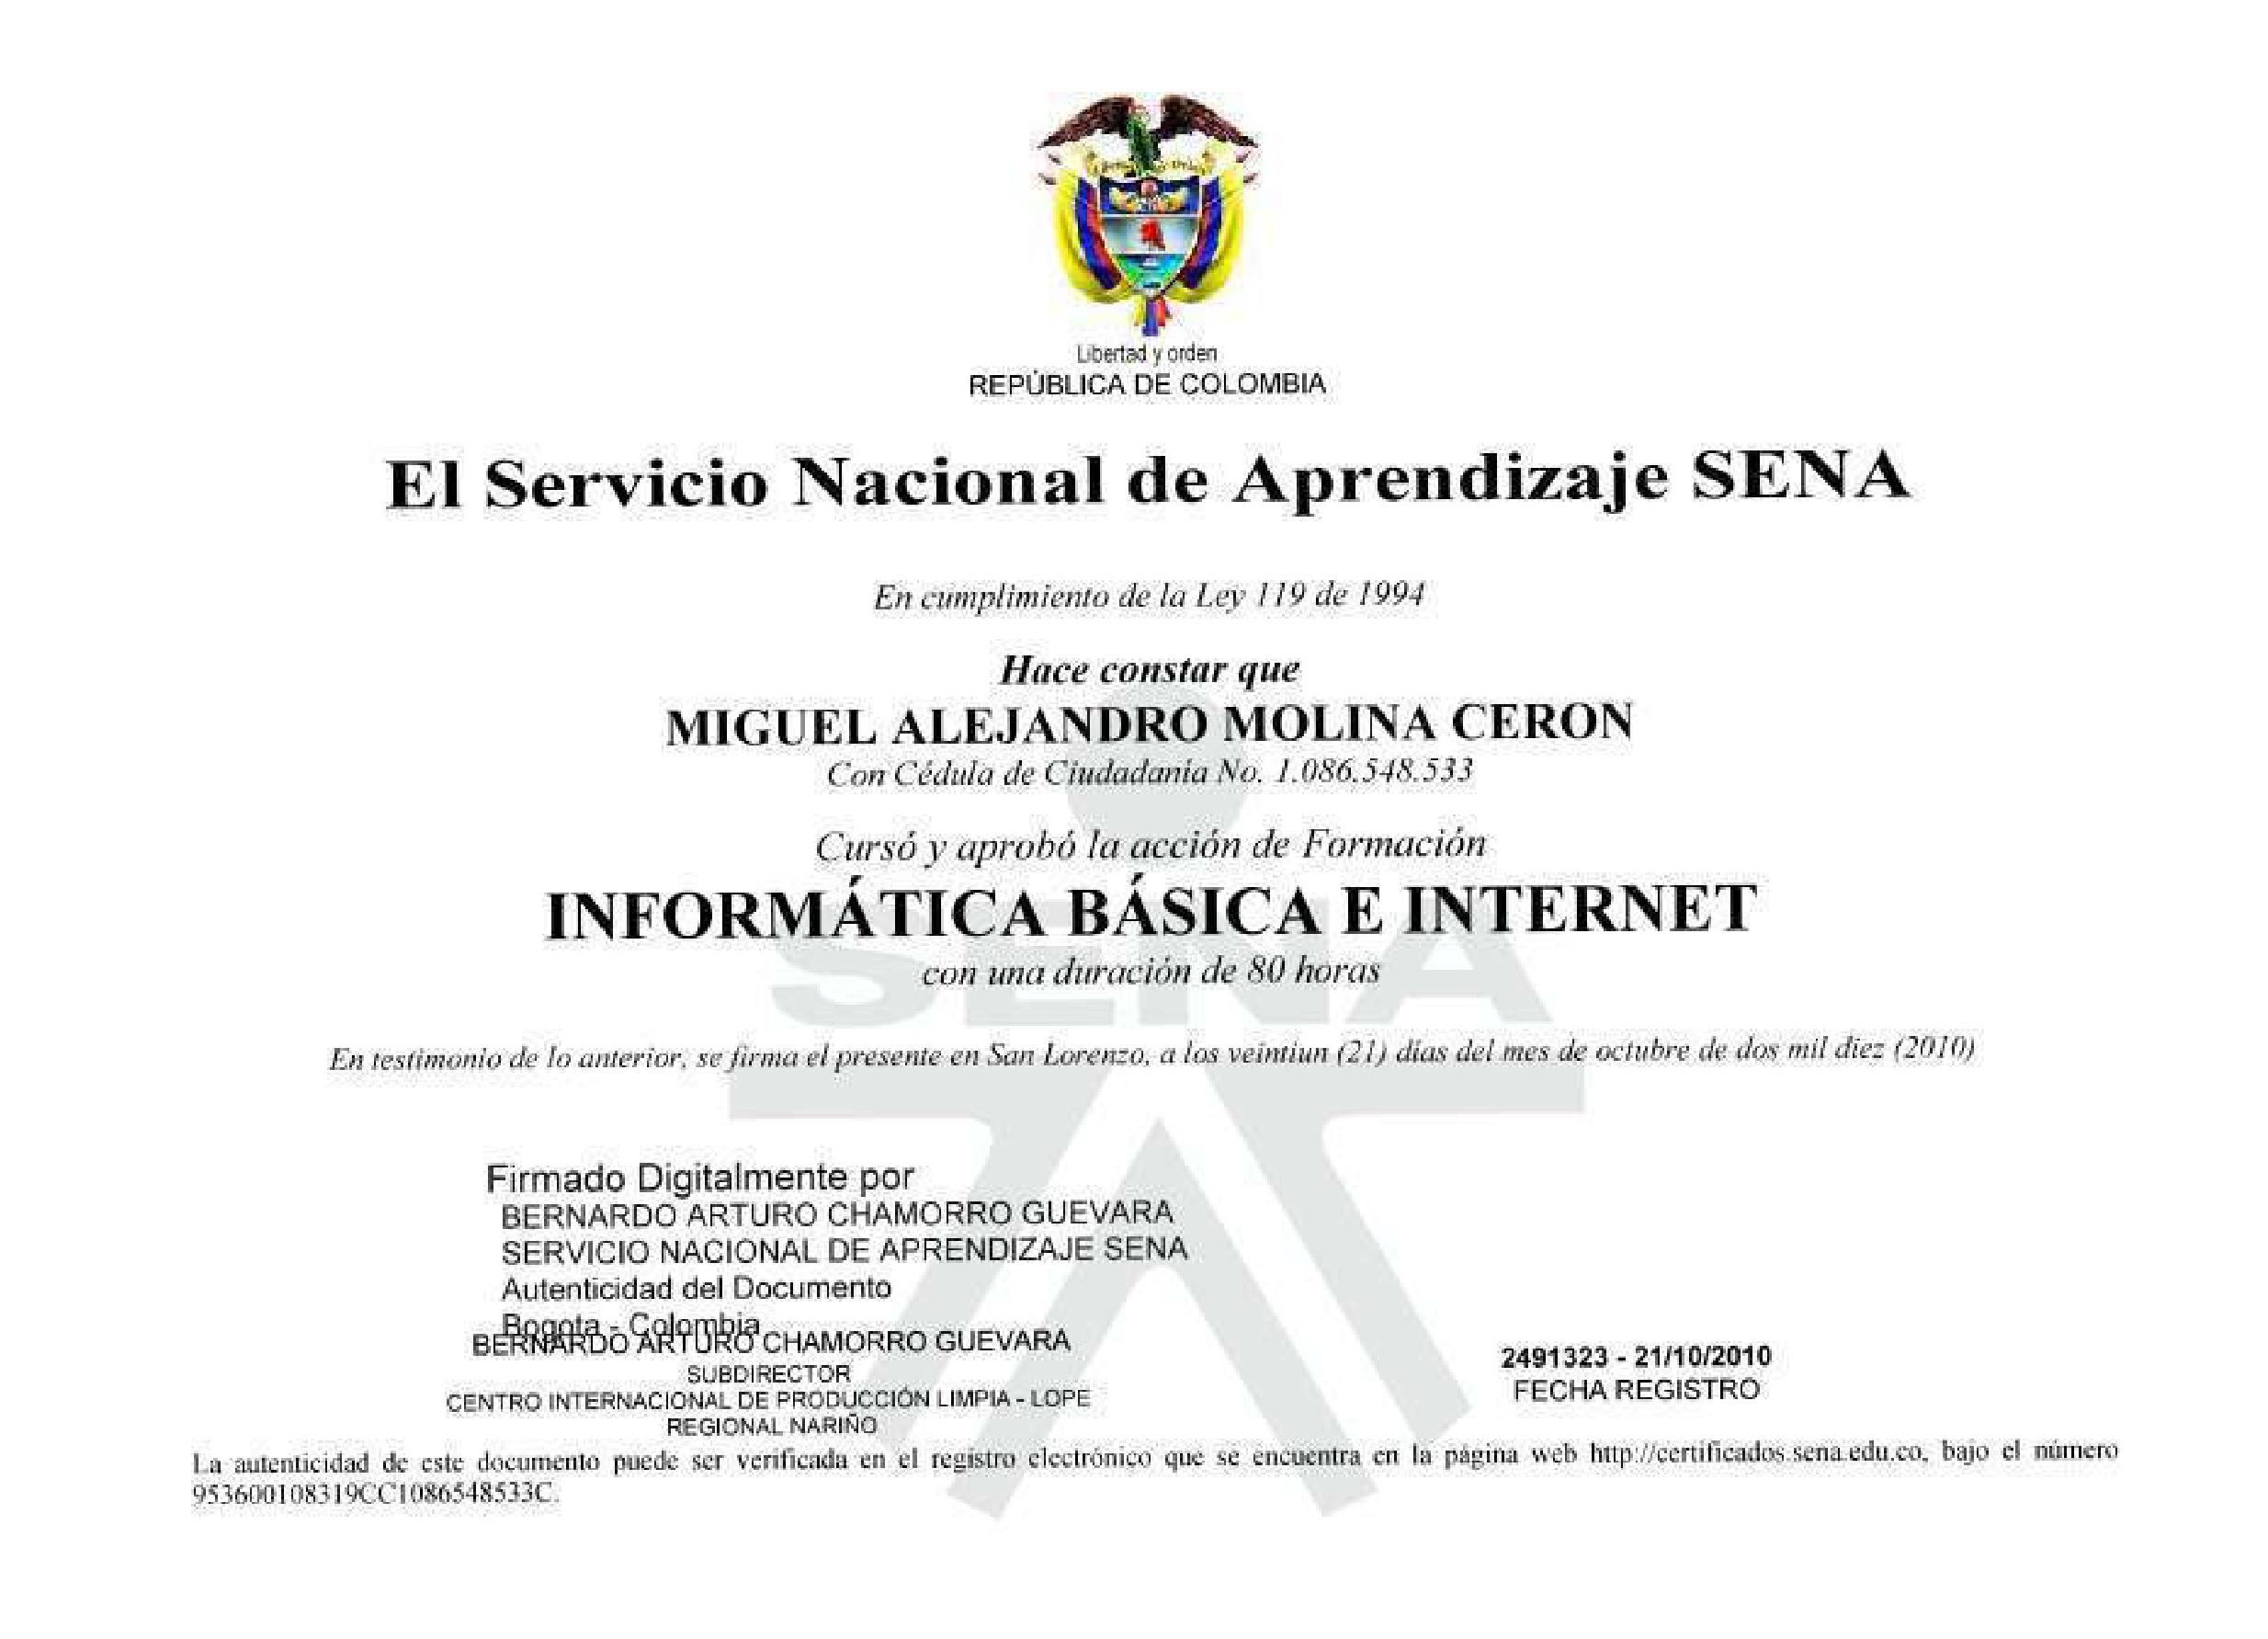 Libertad y orden
REPÚBLICA DE COLOMBIA
El Servicio Nacional de Aprendizaje SENA
En cumplimiento de la Ley 119 de 1994
Hace constar que
MIGUEL ALEJANDRO MOLINA CERON
Con Cédula de Ciudadanía No. 1.086.548.533
Cursó y aprobó la acción de Formación
INFORMÁTICA BÁSICA E INTERNET
SENA
con una duración de 80 horas
En testimonio de lo anterior, se firma el presente en San Lorenzo, a los veintiun (21) días del mes de octubre de dos mil diez (2010)
Firmado Digitalmente por
BERNARDO ARTURO CHAMORRO GUEVARA
SERVICIO NACIONAL DE APRENDIZAJE SENA
Autenticidad del Documento
Bogota - Colombia
BERNARDO ARTURO CHAMORRO GUEVARA
SUBDIRECTOR
CENTRO INTERNACIONAL DE PRODUCCIÓN LIMPIA - LOPE
REGIONAL NARIÑO
2491323 - 21/10/2010
FECHA REGISTRO
La autenticidad de este documento puede ser verificada en el registro electrónico que se encuentra en la página web http://certificados.sena.edu.co, bajo el número
953600108319CC1086548533C.